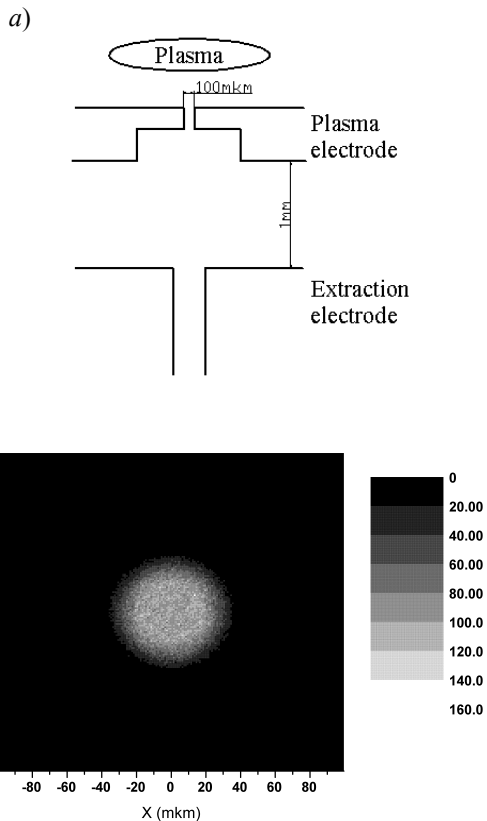 a)
Plasma
100mkm
Plasma
electrode
1mm
Extraction
electrode
0
20.00
40.00
60.00
80.00
100.0
120.0
140.0
160.0
-80 -60 -40 -20 0 20 40 60 80
X (mkm)